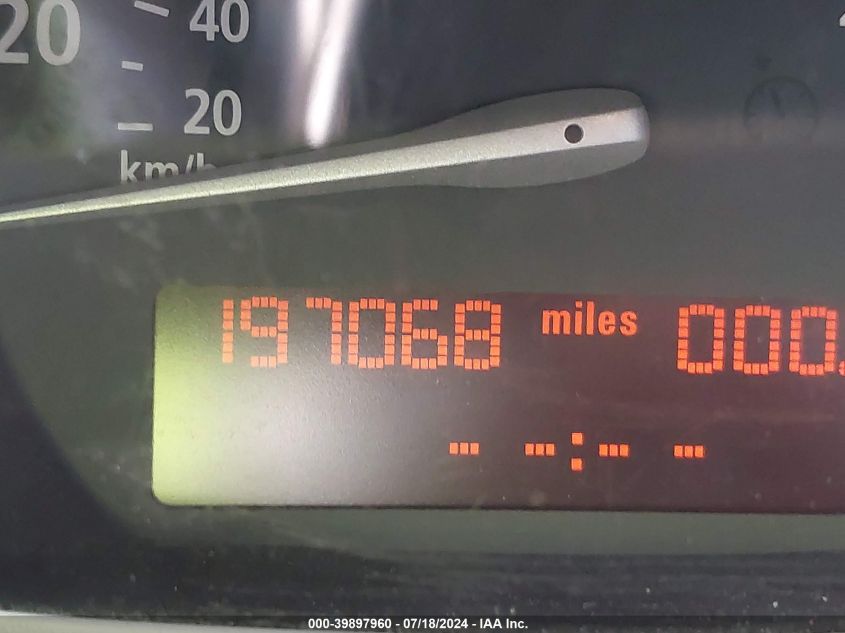 20 40
20
km/h
197068 miles 000.
- -:- -
000-39897960 - 07/18/2024 - IAA Inc.